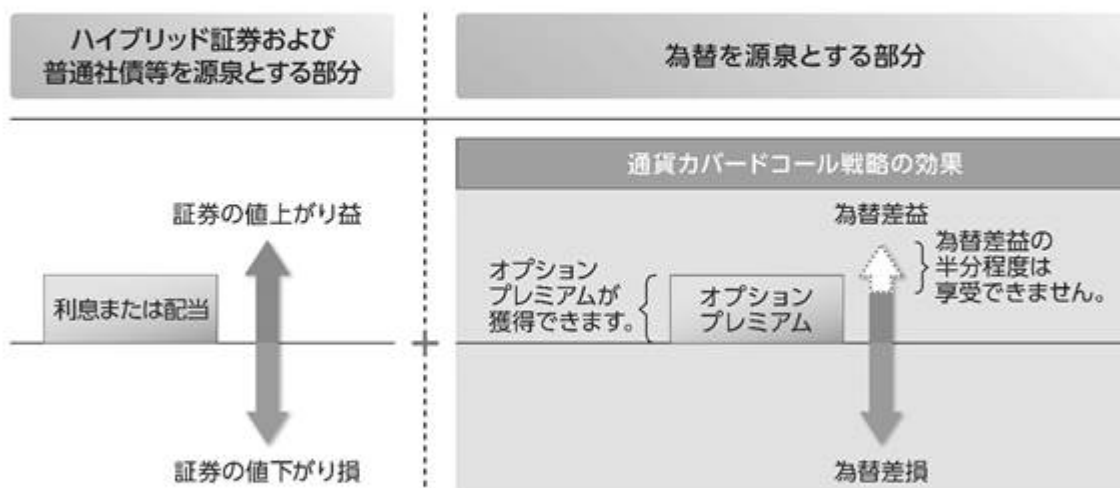 ハイブリッド証券および
普通社債等を源泉とする部分
為替を源泉とする部分
通貨カバードコール戦略の効果
証券の値上がり益
利息または配当
証券の値下がり損
為替差益
オプション
プレミアムが
獲得できます。
オプション
プレミアム
為替差益の
半分程度は
享受できません。
為替差損